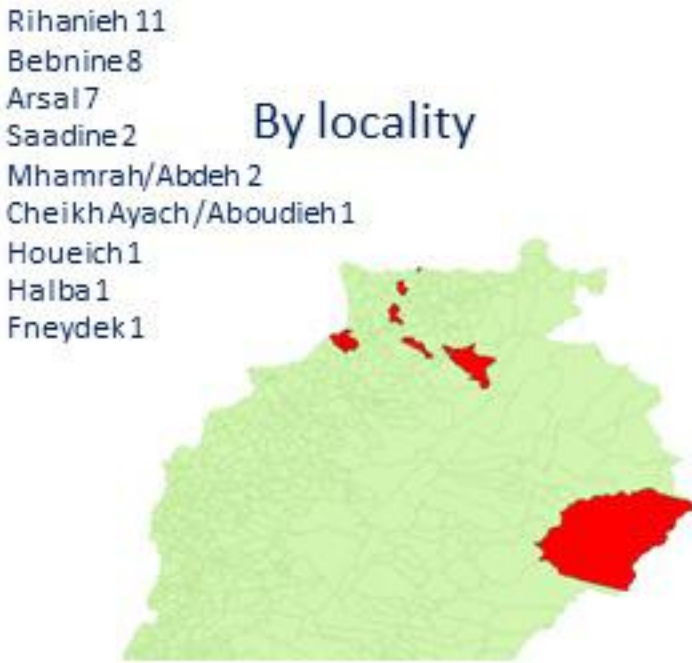 Rihanieh 11
Bebnine 8
Arsal 7
Saadine 2
Mhamrah/Abdeh 2
Cheikh Ayach/Aboudieh 1
Houeich 1
Halba 1
Fneydek 1
By locality